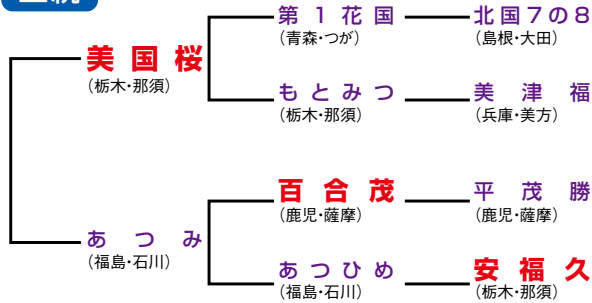 第1花国
北国7の8
(青森・つが)
(島根・大田)
美国桜
(栃木・那須)
もとみつ
美津福
(栃木・那須)
(兵庫・美方)
百合茂
平茂勝
(鹿児・薩摩)
(鹿児・薩摩)
あつみ
(福島・石川)
あつひめ
安福久
(福島・石川)
(栃木・那須)